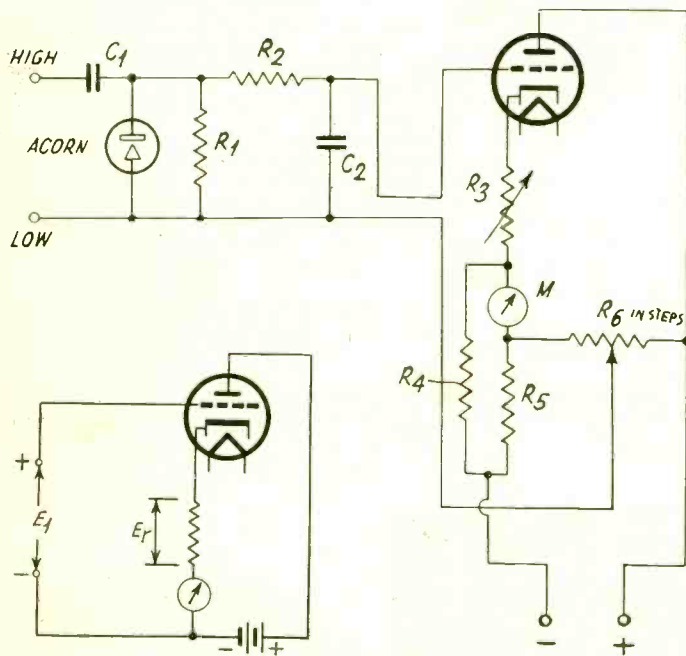 HIGH
C1
R2
ACORN
R1
C2
LOW
R3
M
R6 IN STEPS
R4
R5
+
E1
-
Er
- +
- +